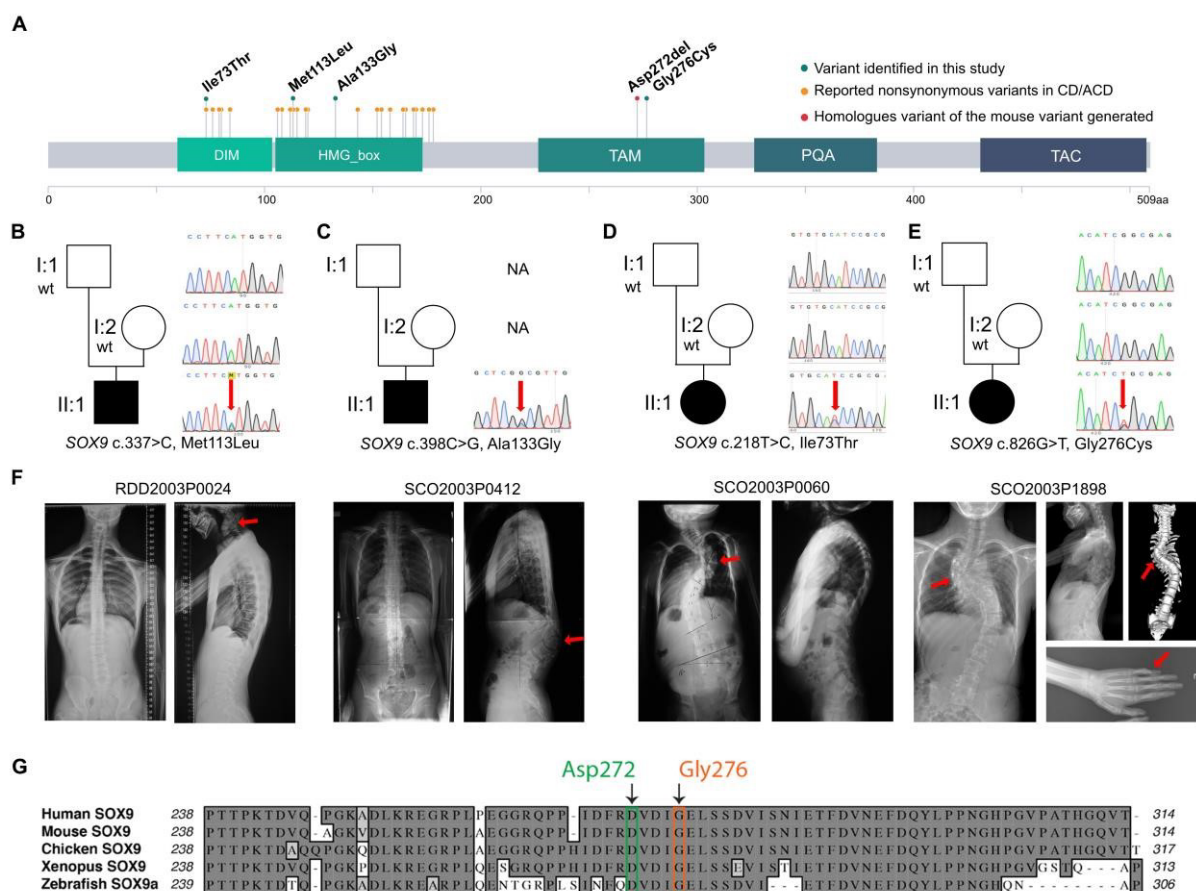 A
Ile73Thr
Met113Leu
Ala133Gly
Asp272del
Gly276Cys
Variant identified in this study
Reported nonsynonymous variants in CD/ACD
Homologues variant of the mouse variant generated
DIM
HMG_box
TAM
PQA
TAC
0 100 200 300 400 509aa
B
I:1
wt
I:2
wt
II:1
C C T T C A T G G T G
C C T T C A T G G T G
C C T T C M T G G T G
SOX9 c.337>C, Met113Leu
C
I:1
I:2
II:1
NA
NA
G C T C G G C G T T G
SOX9 c.398C>G, Ala133Gly
D
I:1
wt
I:2
wt
II:1
G T G T G C A T C C G C G
G T G T G C A T C C G C G
G T G C A T C C G C G
SOX9 c.218T>C, Ile73Thr
E
I:1
wt
I:2
wt
II:1
A C A T C G G C G A G
A C A T C G G C G A G
A C A T C T G C G A G
SOX9 c.826G>T, Gly276Cys
F
RDD2003P0024
SCO2003P0412
SCO2003P0060
SCO2003P1898
G
Asp272
Gly276
Human SOX9 238 P T T P K T D V Q - P G K A D L K R E G R P L P E G G R Q P P - I D F R D V D I G E L S S D V I S N I E T F D V N E F D Q Y L P P N G H P G V P A T H G Q V T - 314
Mouse SOX9 238 P T T P K T D V Q - A G K V D L K R E G R P L A E G G R Q P P - I D F R D V D I G E L S S D V I S N I E T F D V N E F D Q Y L P P N G H P G V P A T H G Q V T - 314
Chicken SOX9 238 P T T P K T D A Q Q P G K Q D L K R E G R P L Q E G G R Q P P - I D F R D V D I G E L S S D V I S N I E T F D V N E F D Q Y L P P N G H P G V P A T H G Q V T T 317
Xenopus SOX9 238 P T T P K T D V Q - P G K P D L K R E G R P L Q E S G R Q P P H I D F R D V D I G E L S S E V I S T I E T F D V N E F D Q Y L P P N G H P G V G S I Q - - - A P 313
Zebrafish SOX9a 239 P T T P K T D T Q - P G K A D L K R E A R P L Q E N T G R P L S I N F Q D V D I G E L S S D V I - - - E T F D V N E F D Q Y L P P N G H 306